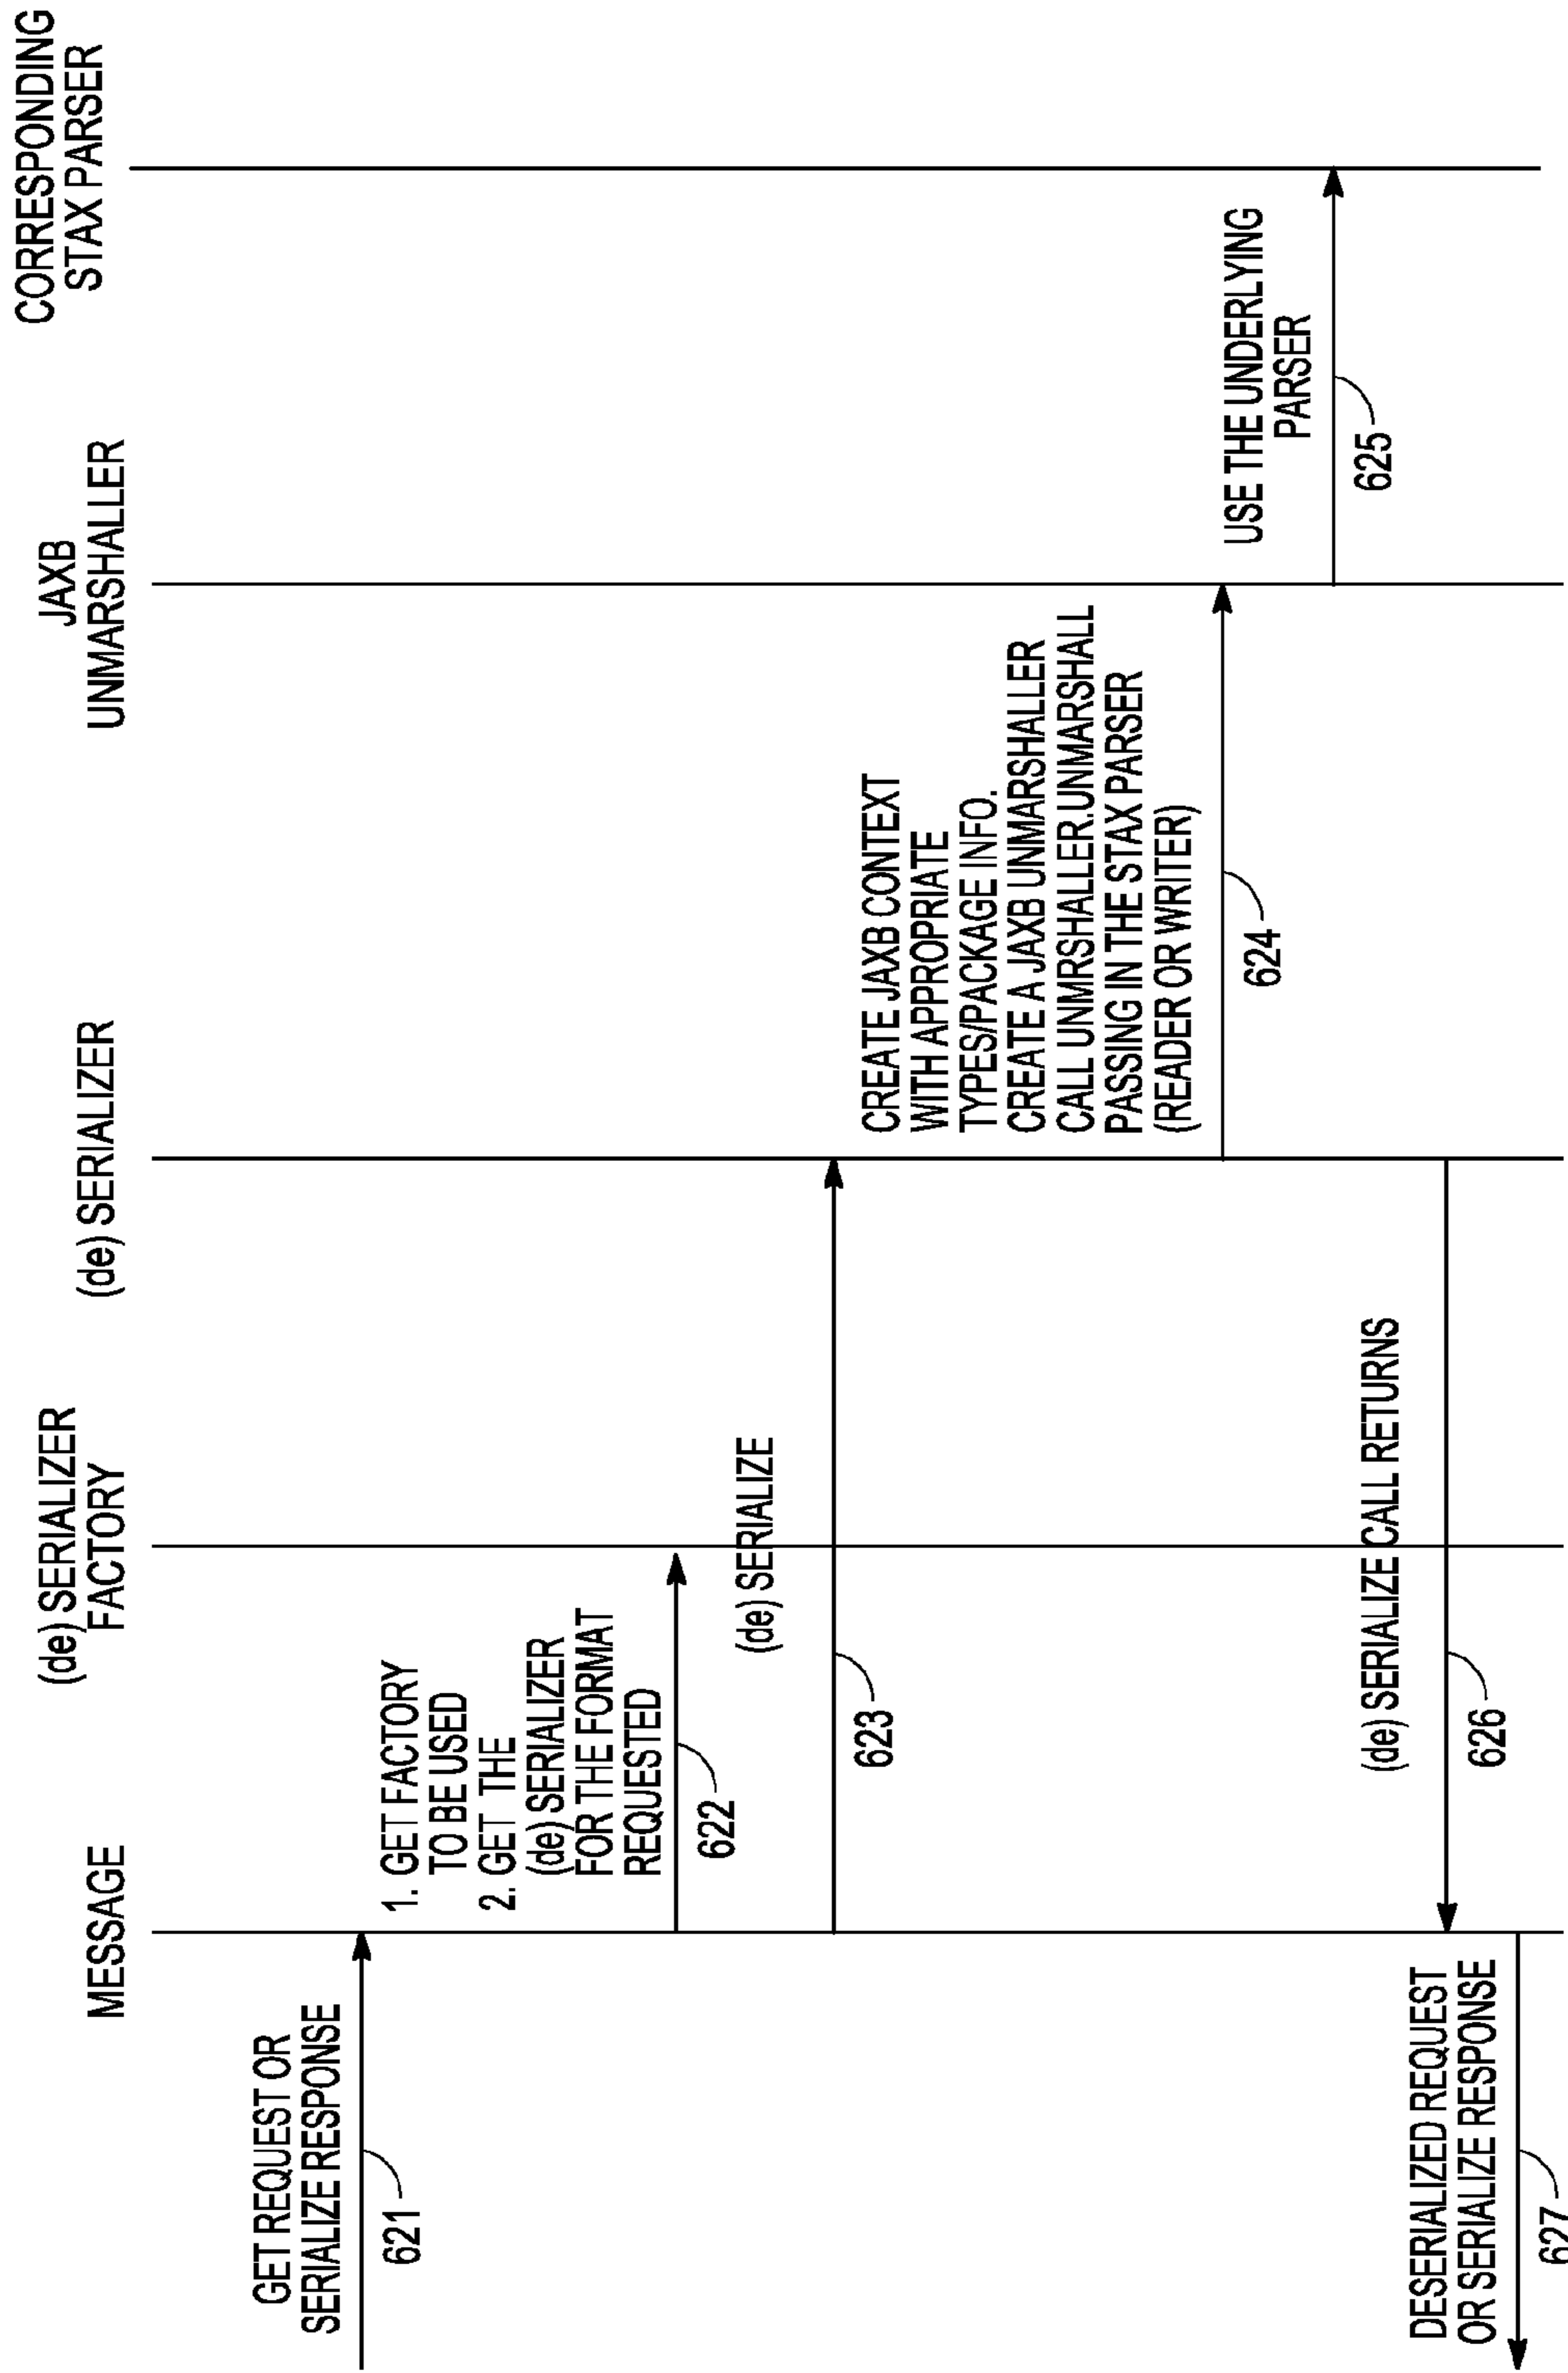 MESSAGE
(de) SERIALIZER
FACTORY
(de) SERIALIZER
JAXB
UNMARSHALLER
CORRESPONDING
STAX PARSER
GET REQUEST OR
SERIALIZE RESPONSE
621
1. GET FACTORY
TO BE USED
2. GET THE
(de) SERIALIZER
FOR THE FORMAT
REQUESTED
622
(de) SERIALIZE
623
CREATE JAXB CONTEXT
WITH APPROPRIATE
TYPES/PACKAGE INFO.
CREATE A JAXB UNMARSHALLER
CALL UNMRSHALLER.UNMARSHALL
PASSING IN THE STAX PARSER
(READER OR WRITER)
624
USE THE UNDERLYING
PARSER
625
(de) SERIALIZE CALL RETURNS
626
DESERIALIZED REQUEST
OR SERIALIZE RESPONSE
627